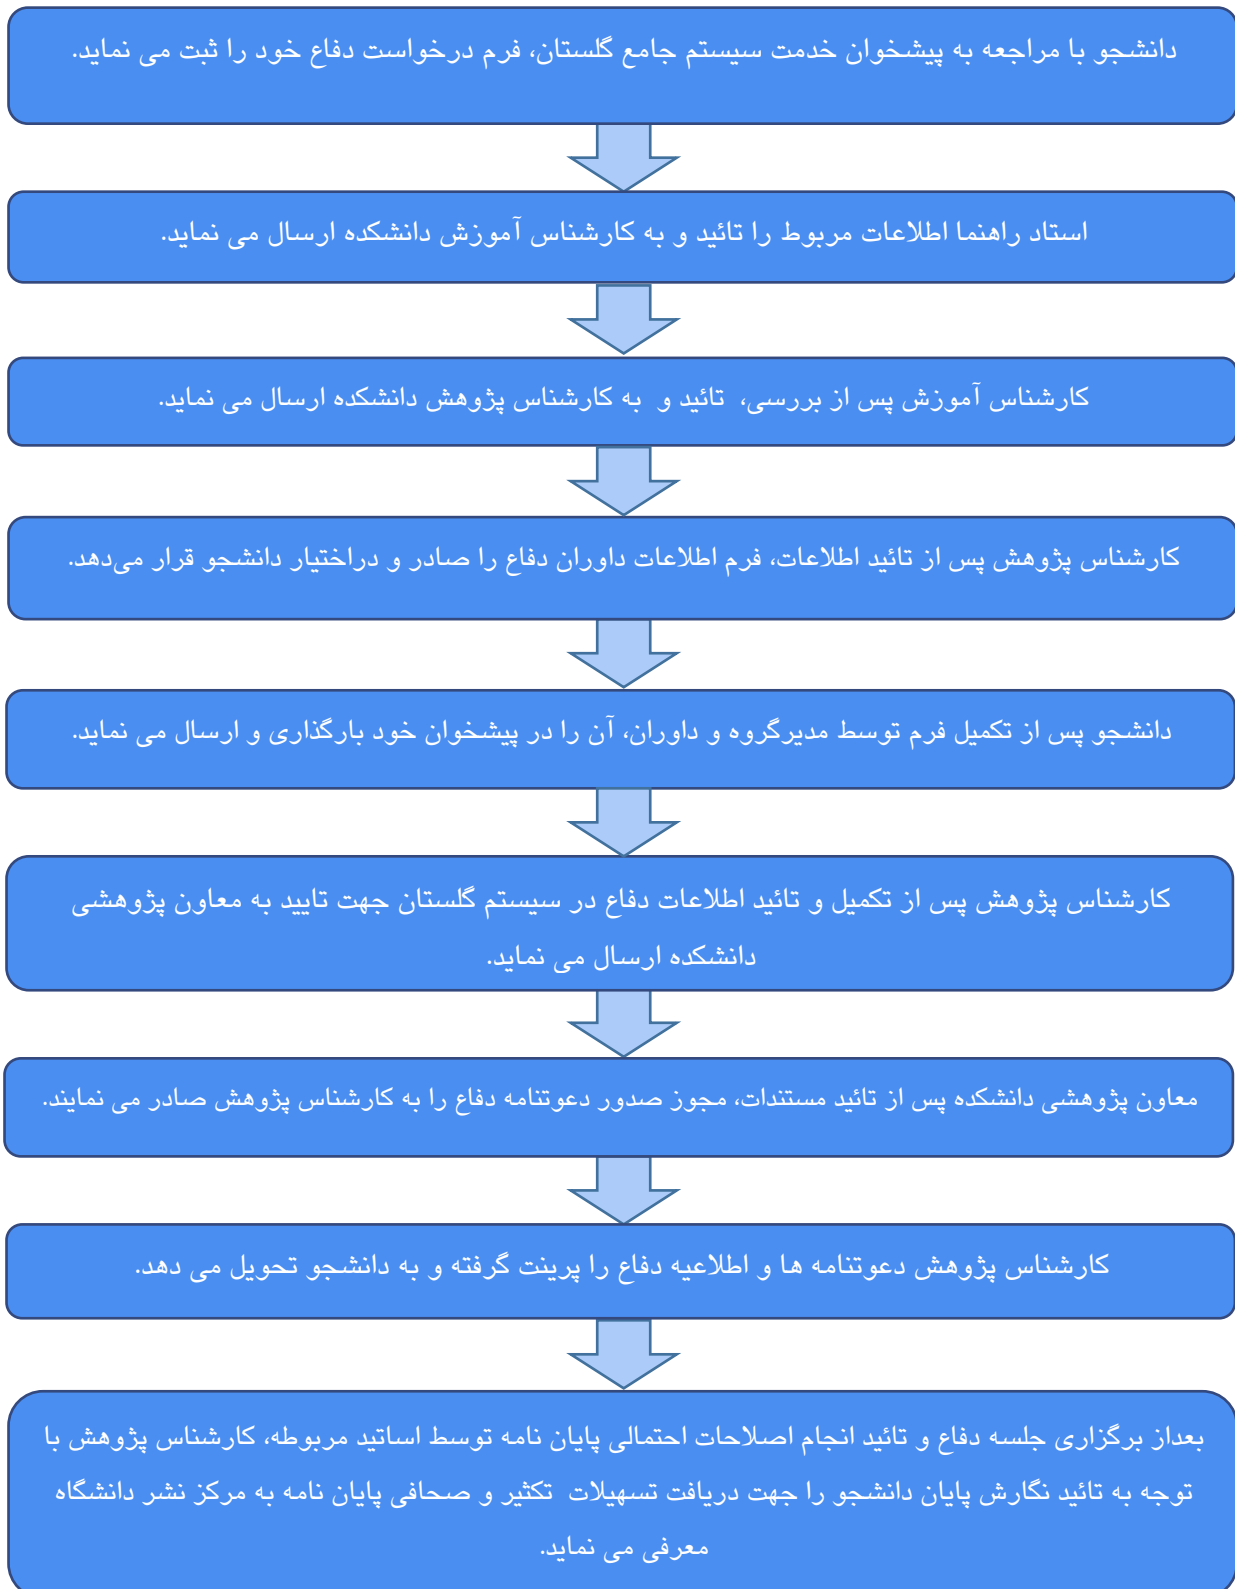 دانشجو با مراجعه به پیشخوان خدمت سیستم جامع گلستان، فرم درخواست دفاع خود را ثبت می نماید.
استاد راهنما اطلاعات مربوط را تائید و به کارشناس آموزش دانشکده ارسال می نماید.
کارشناس آموزش پس از بررسی، تائید و به کارشناس پژوهش دانشکده ارسال می نماید.
کارشناس پژوهش پس از تائید اطلاعات، فرم اطلاعات داوران دفاع را صادر و دراختیار دانشجو قرار می‌دهد.
دانشجو پس از تکمیل فرم توسط مدیرگروه و داوران، آن را در پیشخوان خود بارگذاری و ارسال می نماید.
کارشناس پژوهش پس از تکمیل و تائید اطلاعات دفاع در سیستم گلستان جهت تایید به معاون پژوهشی
دانشکده ارسال می نماید.
معاون پژوهشی دانشکده پس از تائید مستندات، مجوز صدور دعوتنامه دفاع را به کارشناس پژوهش صادر می نمایند.
کارشناس پژوهش دعوتنامه ها و اطلاعیه دفاع را پرینت گرفته و به دانشجو تحویل می دهد.
بعداز برگزاری جلسه دفاع و تائید انجام اصلاحات احتمالی پایان نامه توسط اساتید مربوطه، کارشناس پژوهش با
توجه به تائید نگارش پایان دانشجو را جهت دریافت تسهیلات تکثیر و صحافی پایان نامه به مرکز نشر دانشگاه
معرفی می نماید.